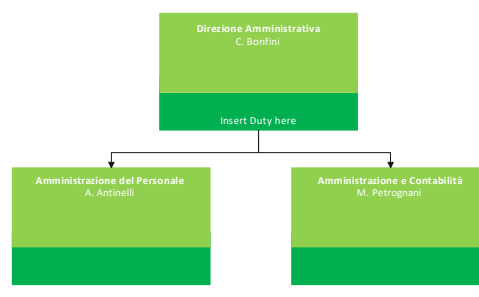 Direzione Amministrativa
C. Bonfini
Insert Duty here
Amministrazione del Personale
A. Antinelli
Amministrazione e Contabilità
M. Petrognani